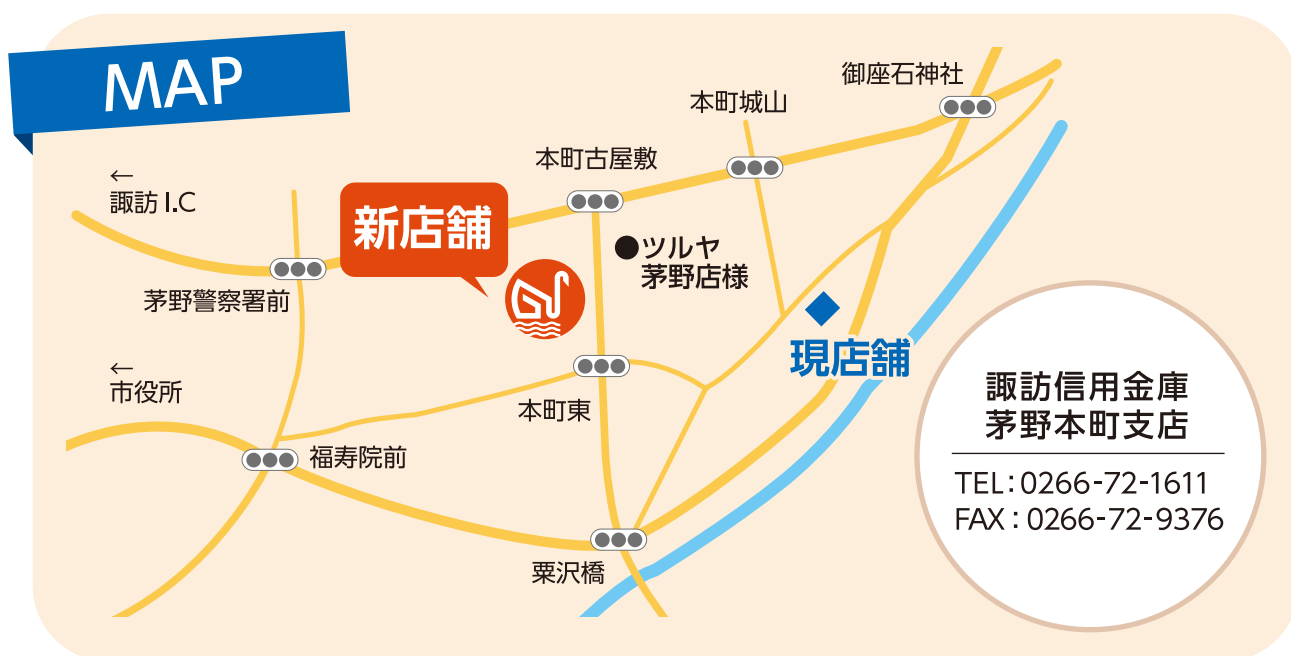 MAP
御座石神社
本町城山
本町古屋敷
←
諏訪 I.C
新店舗
ツルヤ
茅野店様
茅野警察署前
現店舗
←
市役所
本町東
福寿院前
粟沢橋
諏訪信用金庫
茅野本町支店
TEL:0266-72-1611
FAX:0266-72-9376